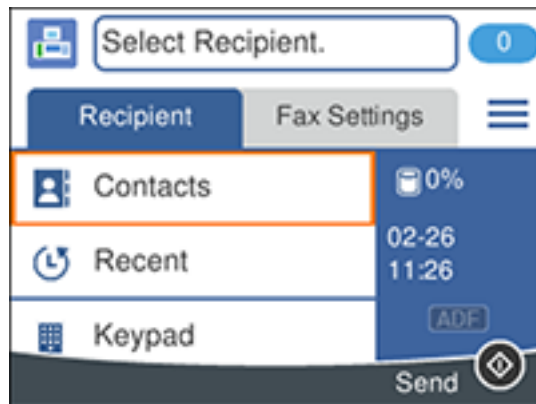 Select Recipient.
0
Recipient
Fax Settings
Contacts
0%
Recent
02-26
11:26
Keypad
ADF
Send